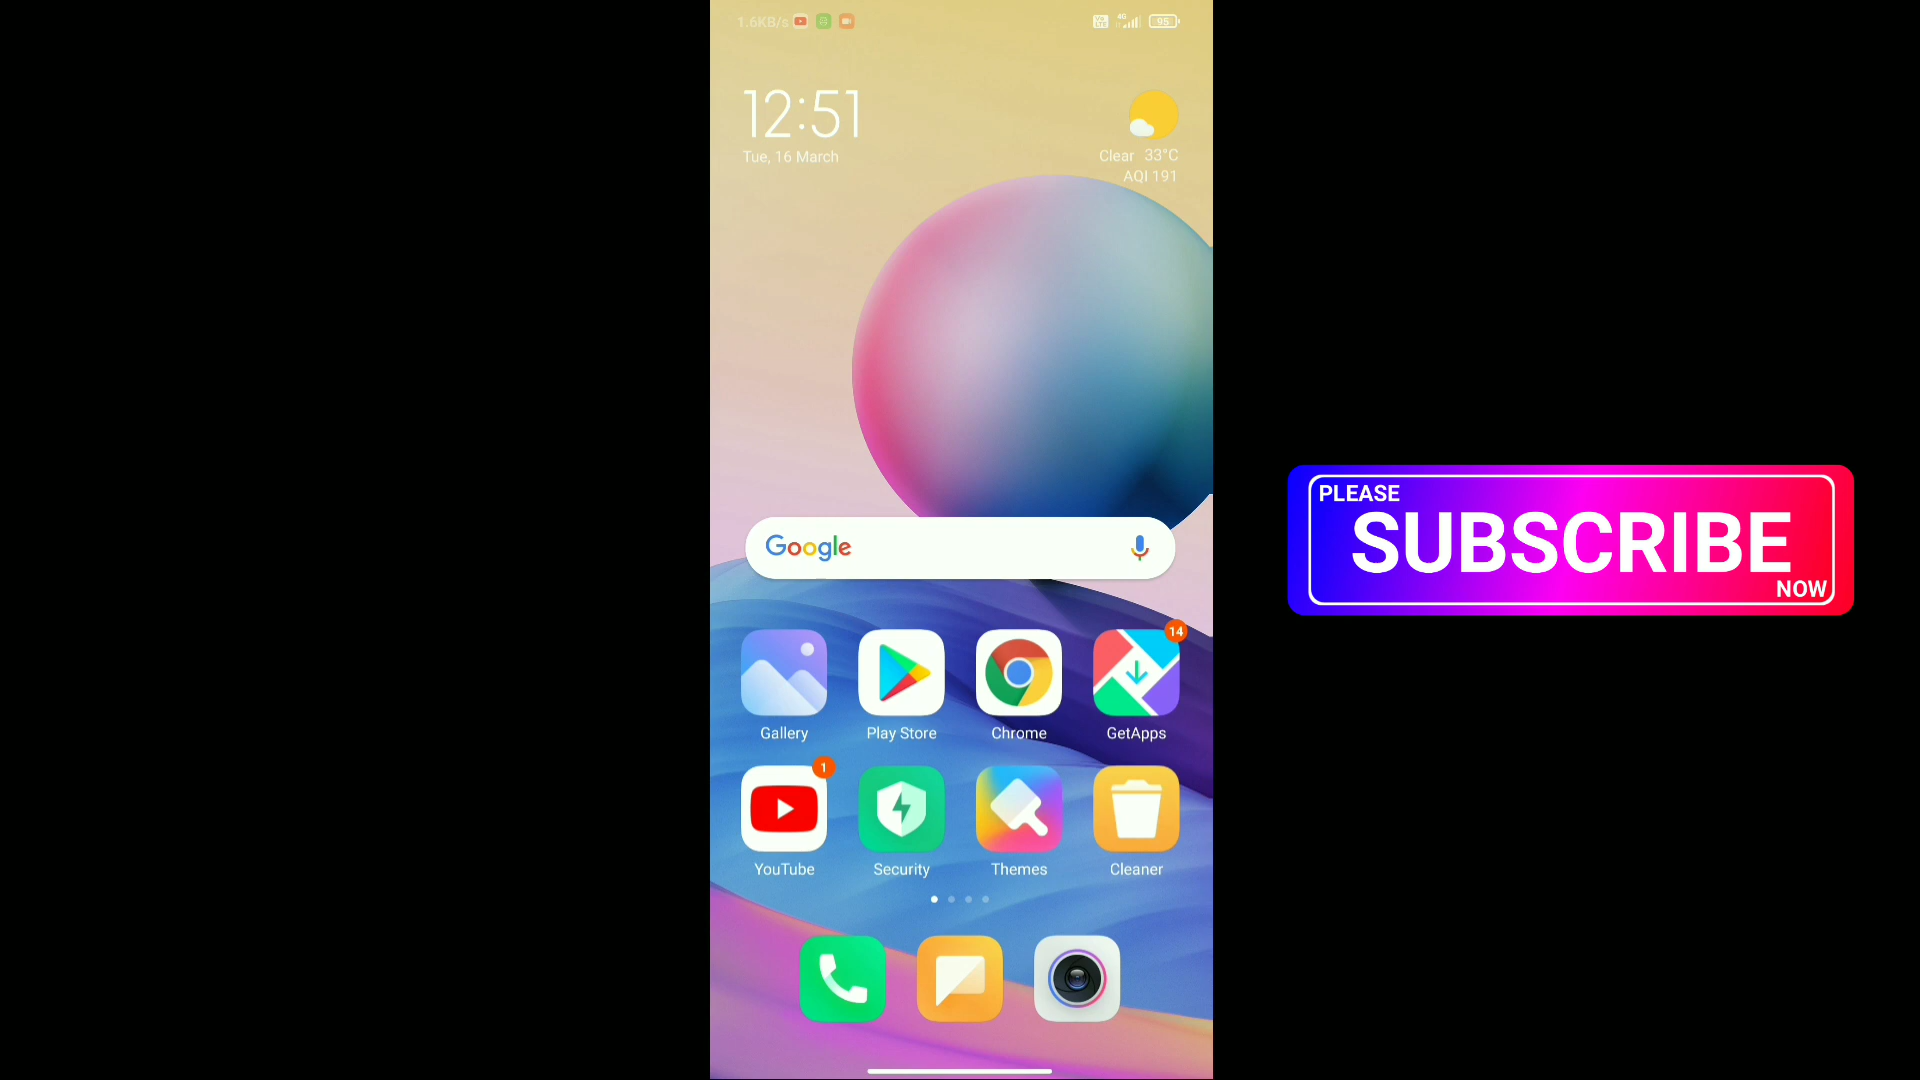 1.6KB/s
4G
95
12:51
Tue, 16 March
Clear 33°C
AQI 191
Google
PLEASE
SUBSCRIBE
NOW
14
Gallery
Play Store
Chrome
GetApps
1
YouTube
Security
Themes
Cleaner